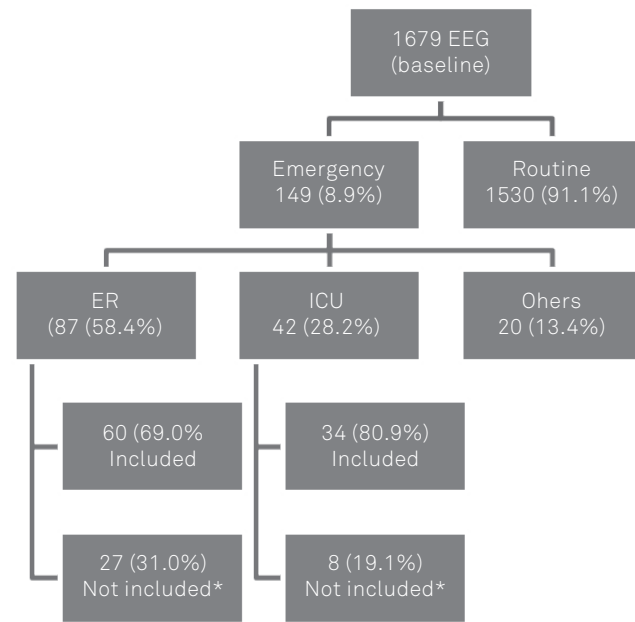 1679 EEG
(baseline)
Emergency
149 (8.9%)
Routine
1530 (91.1%)
ER
(87 (58.4%)
ICU
42 (28.2%)
Ohers
20 (13.4%)
60 (69.0%
Included
34 (80.9%)
Included
27 (31.0%)
Not included*
8 (19.1%)
Not included*